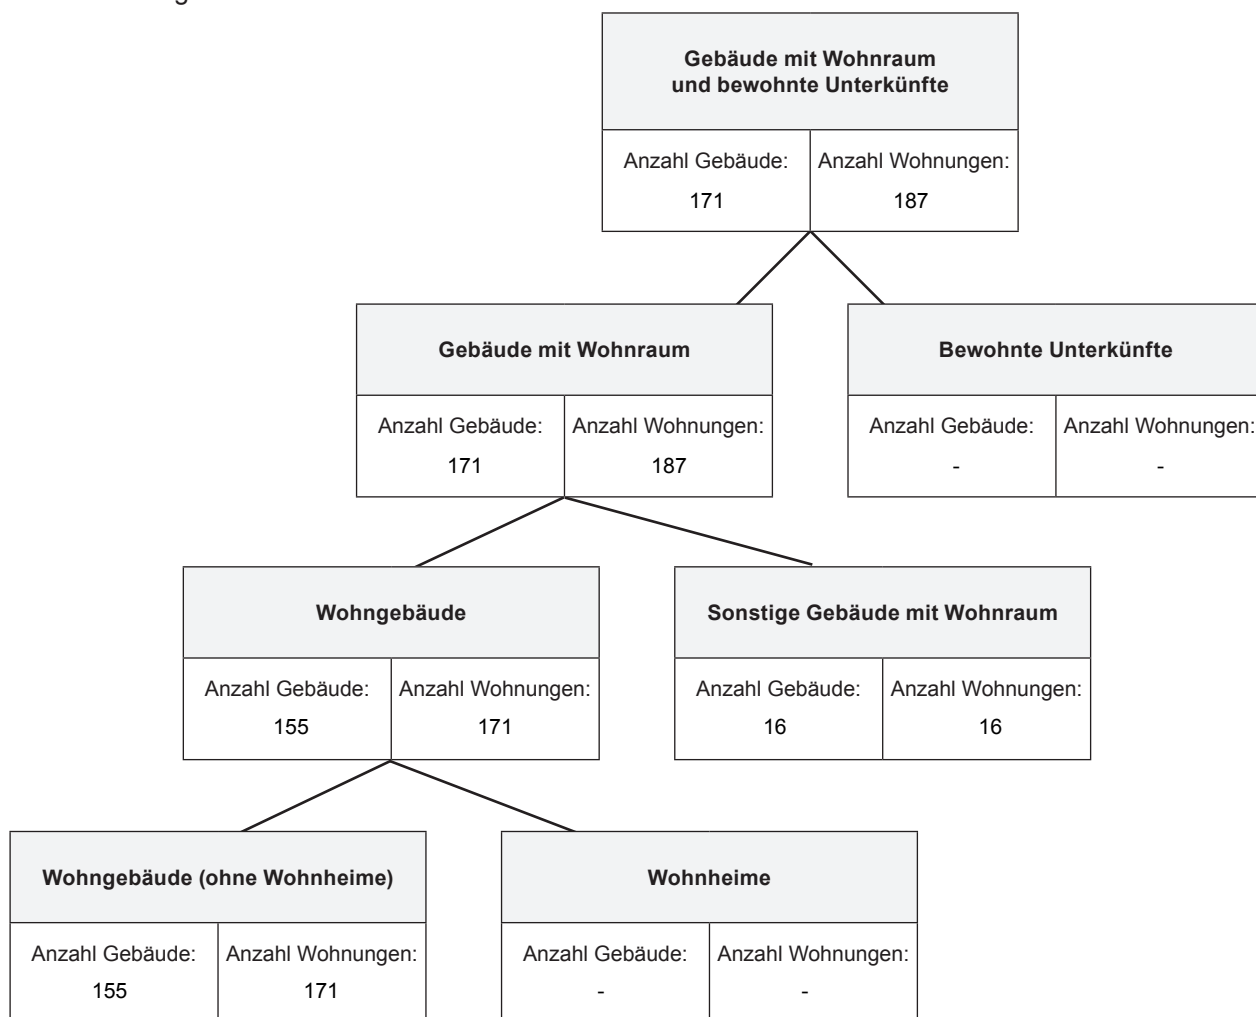 Gebäude mit Wohnraum
und bewohnte Unterkünfte
Anzahl Gebäude: Anzahl Wohnungen:
171 187
Gebäude mit Wohnraum
Anzahl Gebäude: Anzahl Wohnungen:
171 187
Bewohnte Unterkünfte
Anzahl Gebäude: Anzahl Wohnungen:
- -
Wohngebäude
Anzahl Gebäude: Anzahl Wohnungen:
155 171
Sonstige Gebäude mit Wohnraum
Anzahl Gebäude: Anzahl Wohnungen:
16 16
Wohngebäude (ohne Wohnheime)
Anzahl Gebäude: Anzahl Wohnungen:
155 171
Wohnheime
Anzahl Gebäude: Anzahl Wohnungen:
- -